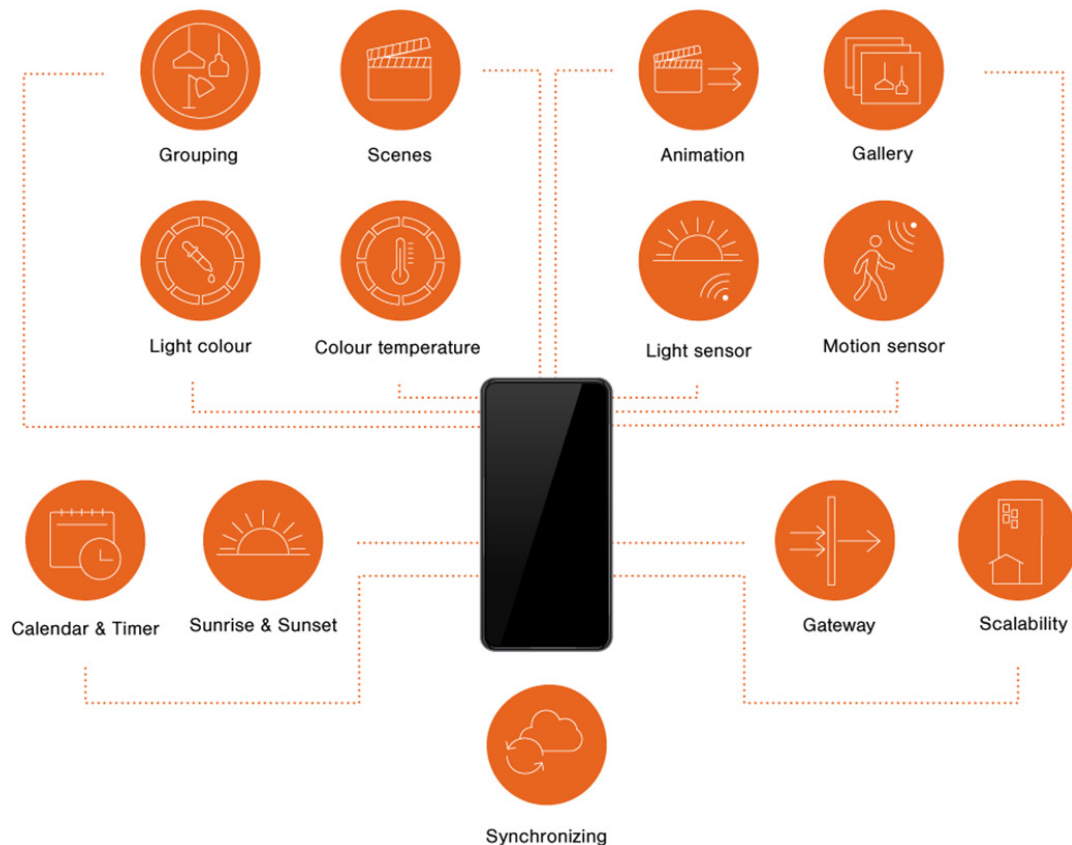 Grouping
Scenes
Animation
Gallery
Light colour
Colour temperature
Light sensor
Motion sensor
Calendar & Timer
Sunrise & Sunset
Gateway
Scalability
Synchronizing